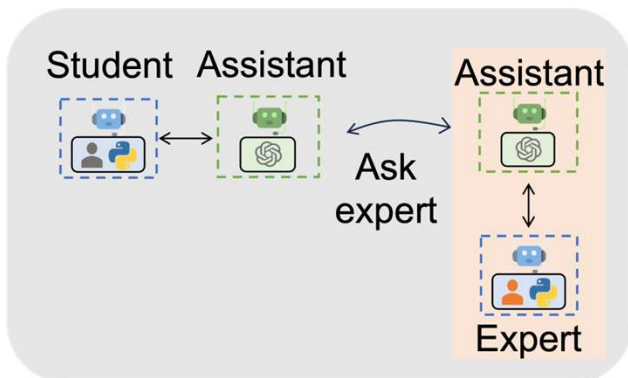 Student
Assistant
Assistant
Ask
expert
Expert